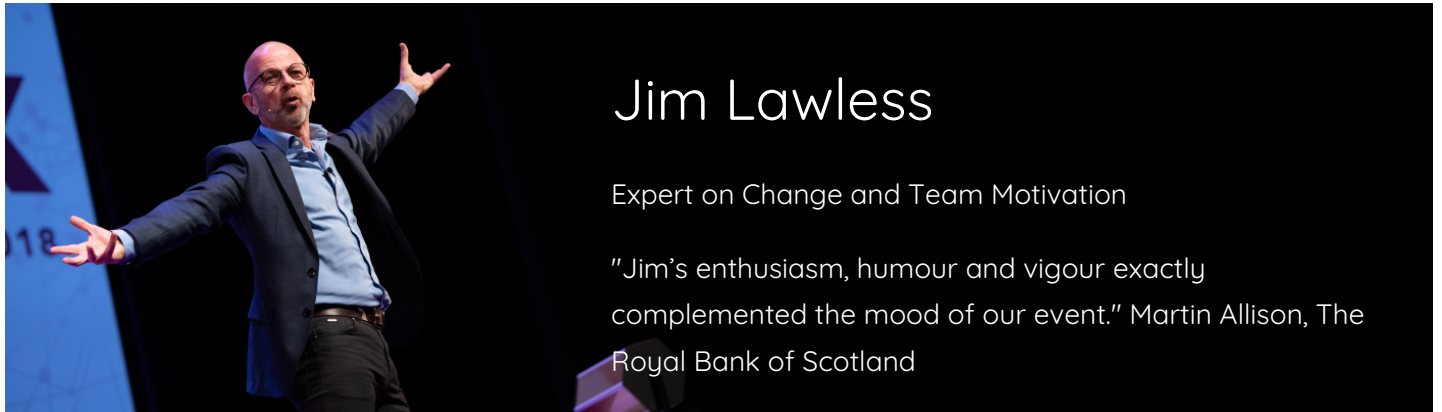 Jim Lawless
Expert on Change and Team Motivation
"Jim's enthusiasm, humour and vigour exactly
complemented the mood of our event." Martin Allison, The
Royal Bank of Scotland
X
018